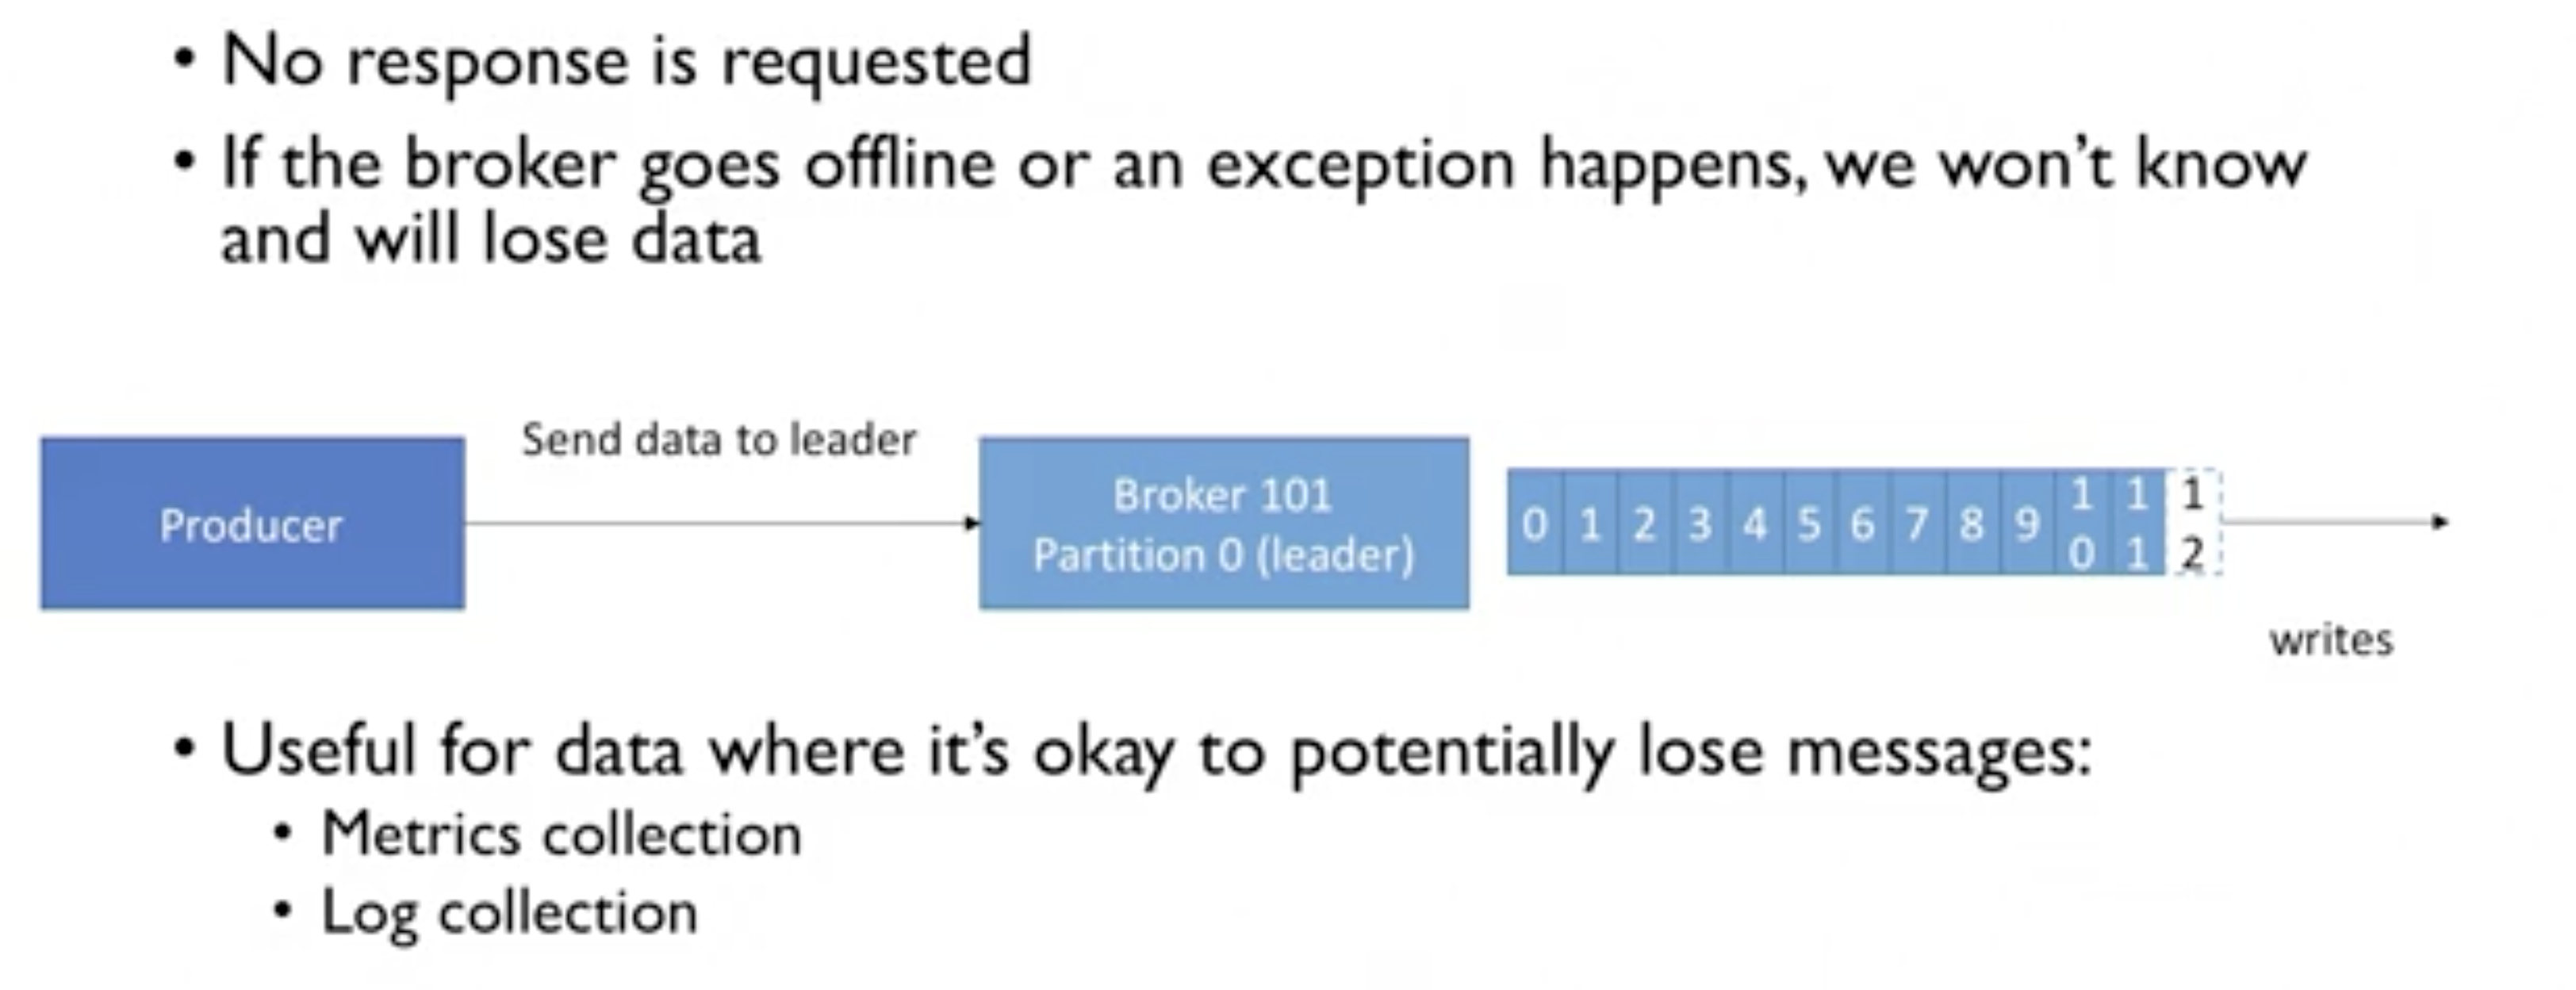 • No response is requested
• If the broker goes offline or an exception happens, we won't know
and will lose data
Send data to leader
Producer
Broker 101
Partition 0 (leader)
0 1 2 3 4 5 6 7 8 9 10 11 12
writes
• Useful for data where it's okay to potentially lose messages:
• Metrics collection
• Log collection